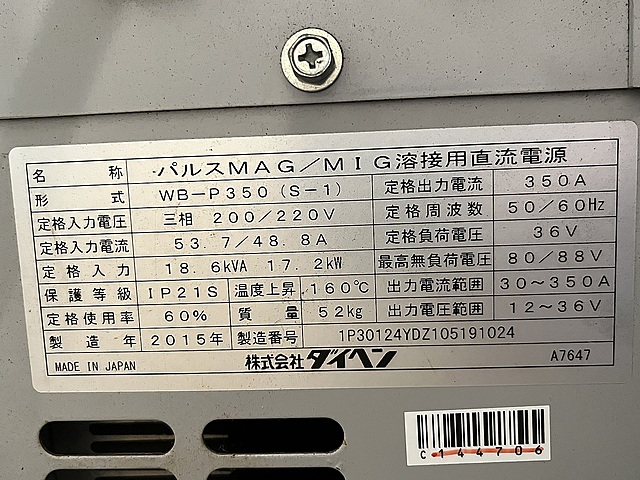 名称 パルスMAG/MIG溶接用直流電源
形式 WB-P350(S-1) 定格出力電流 350A
定格入力電圧 三相 200/220V 定格周波数 50/60Hz
定格入力電流 53.7/48.8A 定格負荷電圧 36V
定格入力 18.6kVA 17.2kW 最高無負荷電圧 80/88V
保護等級 IP21S 温度上昇 160℃ 出力電流範囲 30~350A
定格使用率 60% 質量 52kg 出力電圧範囲 12~36V
製造年 2015年 製造番号 1P30124YDZ105191024
MADE IN JAPAN 株式会社ダイヘン A7647
C144706